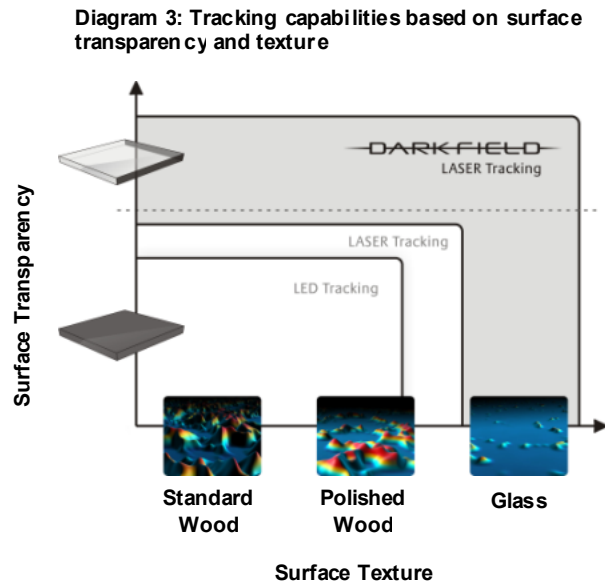 Diagram 3: Tracking capabilities based on surface
transparency and texture
DARKFIELD
LASER Tracking
LASER Tracking
LED Tracking
Surface Transparency
Standard
Wood
Polished
Wood
Glass
Surface Texture